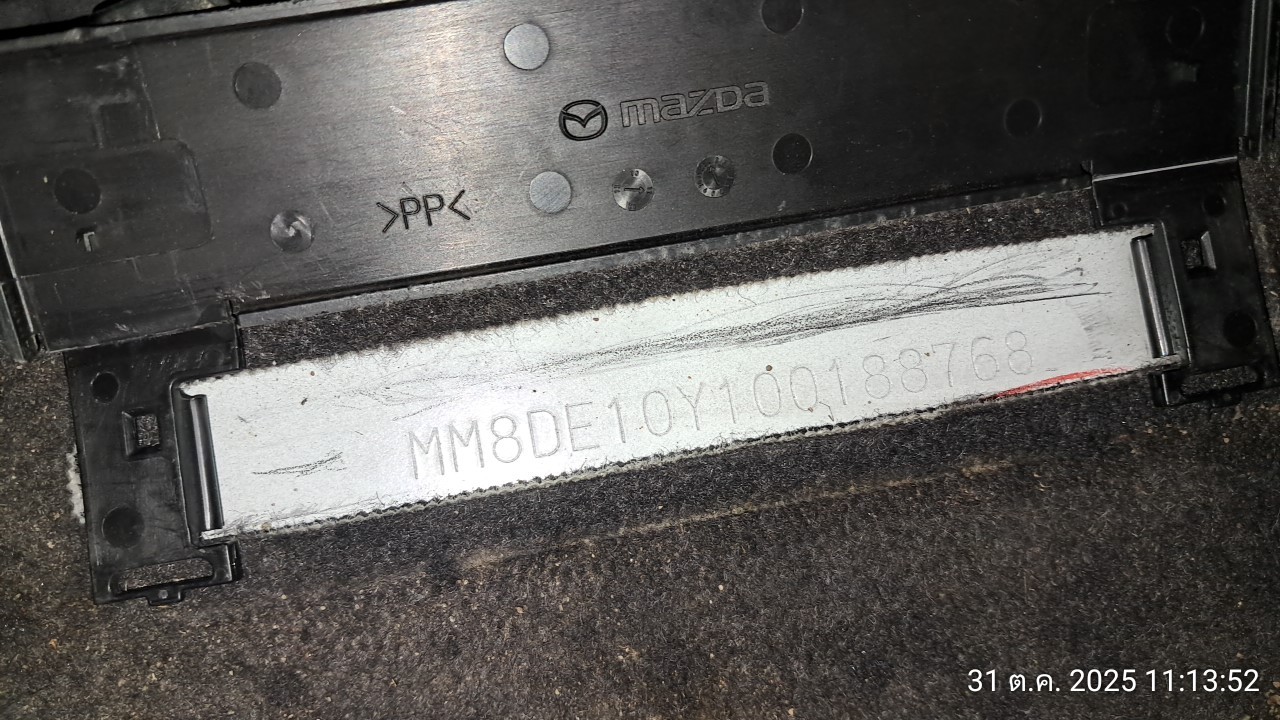 mazda
>PP<
MM8DE10Y100188768
31 ต.ค. 2025 11:13:52